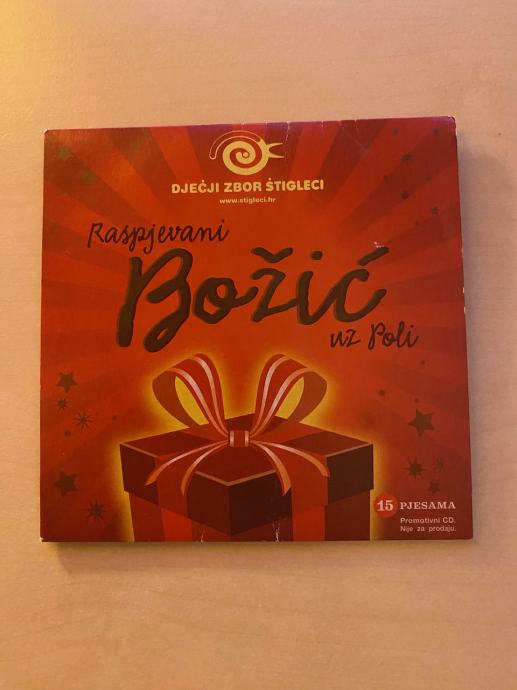 DJEČJI ZBOR ŠTIGLECI
www.stigleci.hr
Raspjevani
Božić
uz Poli
15 PJESAMA
Promotivni CD.
Nije za prodaju.